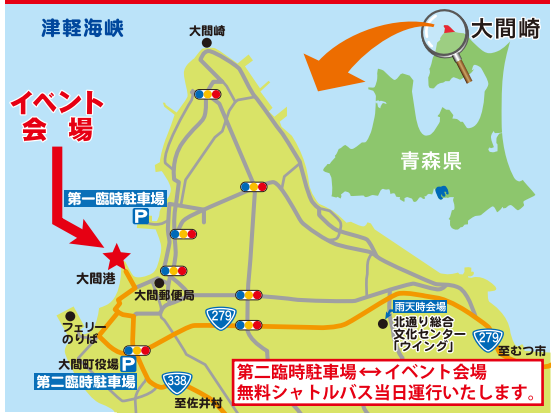 津軽海峡
大間崎
大間崎
イベント
会場
青森県
第一臨時駐車場
P
大間港
大間郵便局
279
雨天時会場
北通り総合
文化センター
「ウイング」
279
至むつ市
フェリー
のりば
大間町役場
P
第二臨時駐車場
338
至佐井村
第二臨時駐車場↔イベント会場
無料シャトルバス当日運行いたします。